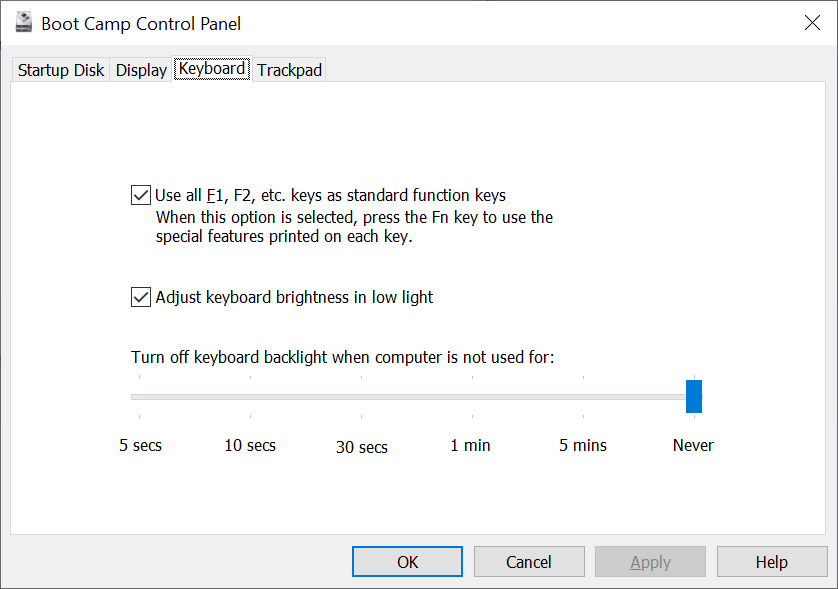 Boot Camp Control Panel
Startup Disk Display Keyboard Trackpad
Use all F1, F2, etc. keys as standard function keys
When this option is selected, press the Fn key to use the
special features printed on each key.
Adjust keyboard brightness in low light
Turn off keyboard backlight when computer is not used for:
5 secs 10 secs 30 secs 1 min 5 mins Never
OK Cancel Apply Help